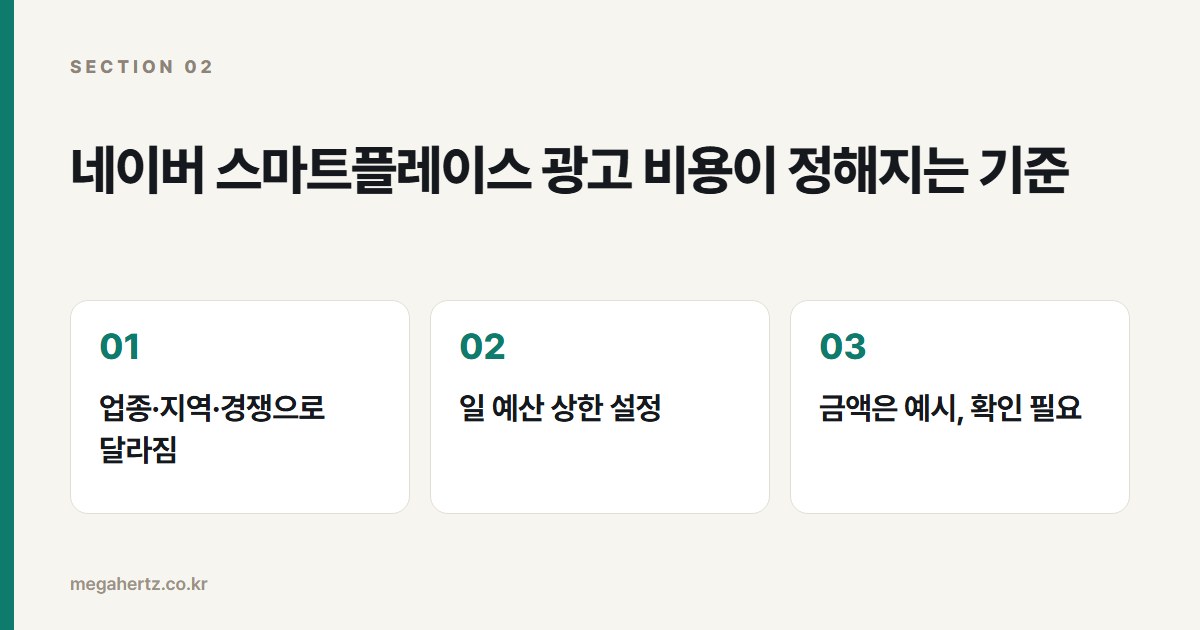 SECTION 02
네이버 스마트플레이스 광고 비용이 정해지는 기준
01
업종·지역·경쟁으로
달라짐
02
일 예산 상한 설정
03
금액은 예시, 확인 필요
megahertz.co.kr